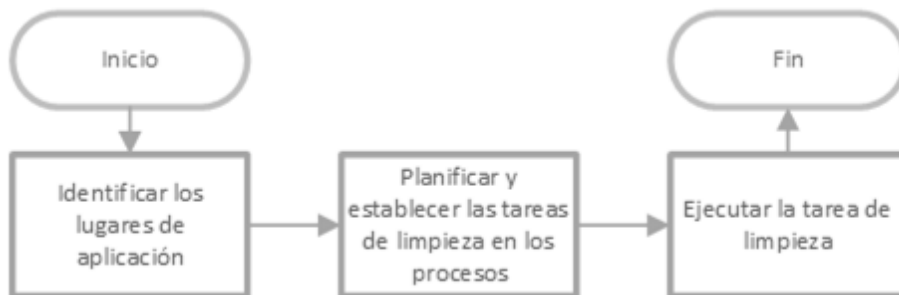 Inicio
Fin
Identificar los
lugares de
aplicación
Planificar y
establecer las tareas
de limpieza en los
procesos
Ejecutar la tarea de
limpieza